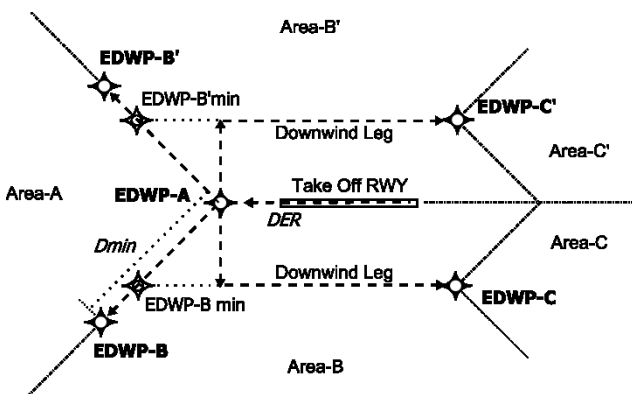 Area-B'
EDWP-B'
EDWP-B'min
EDWP-C'
Downwind Leg
Area-C'
Area-A
EDWP-A
Take Off RWY
DER
Dmin
Area-C
Downwind Leg
EDWP-B min
EDWP-C
EDWP-B
Area-B